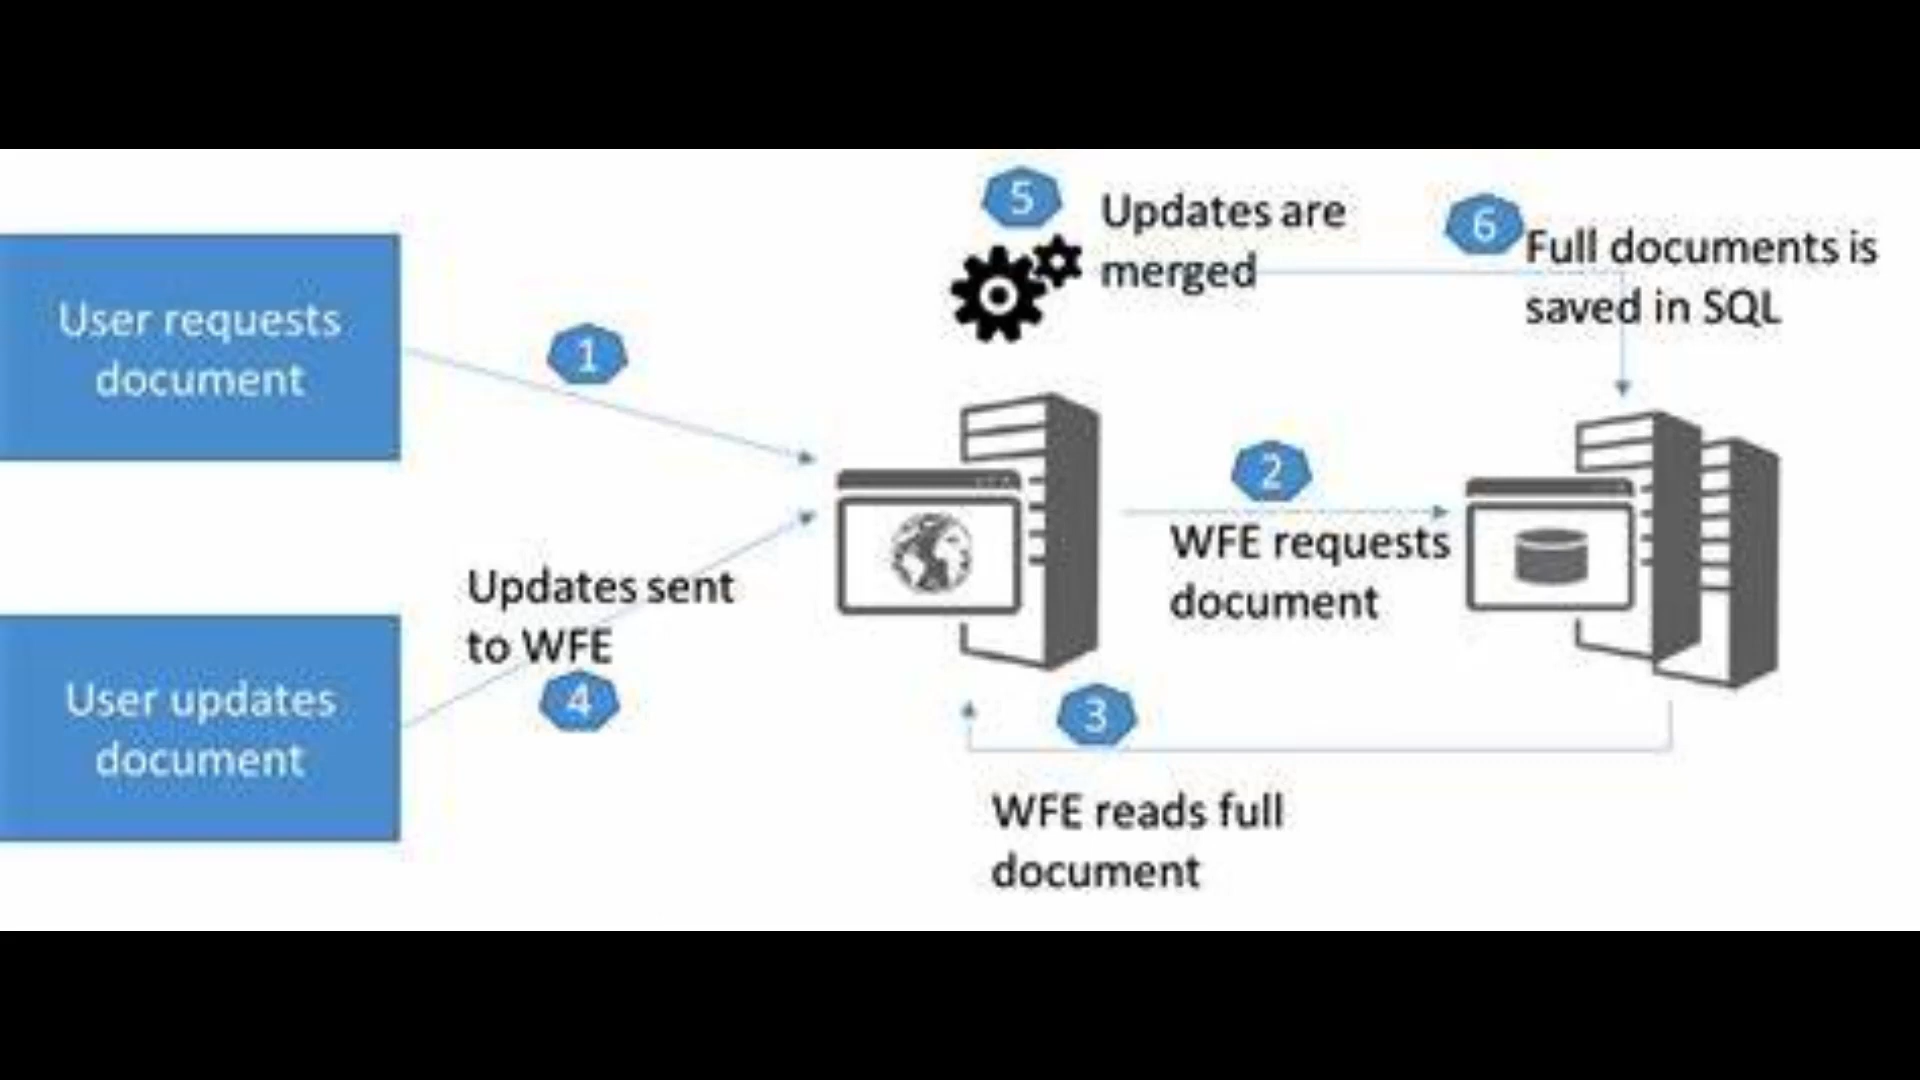 User requests
document
1
User updates
document
Updates sent
to WFE
4
5
Updates are
merged
6
Full documents is
saved in SQL
2
WFE requests
document
3
WFE reads full
document